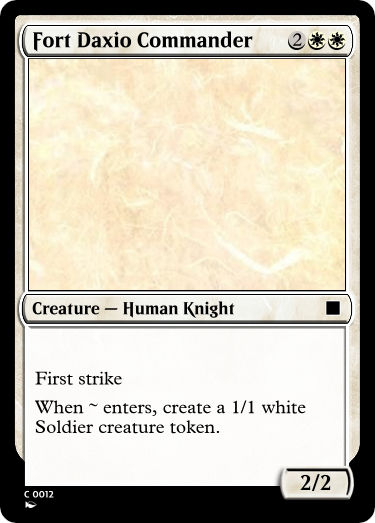 Fort Daxio Commander 2
Creature — Human Knight
First strike
When ~ enters, create a 1/1 white
Soldier creature token.
2/2
C 0012